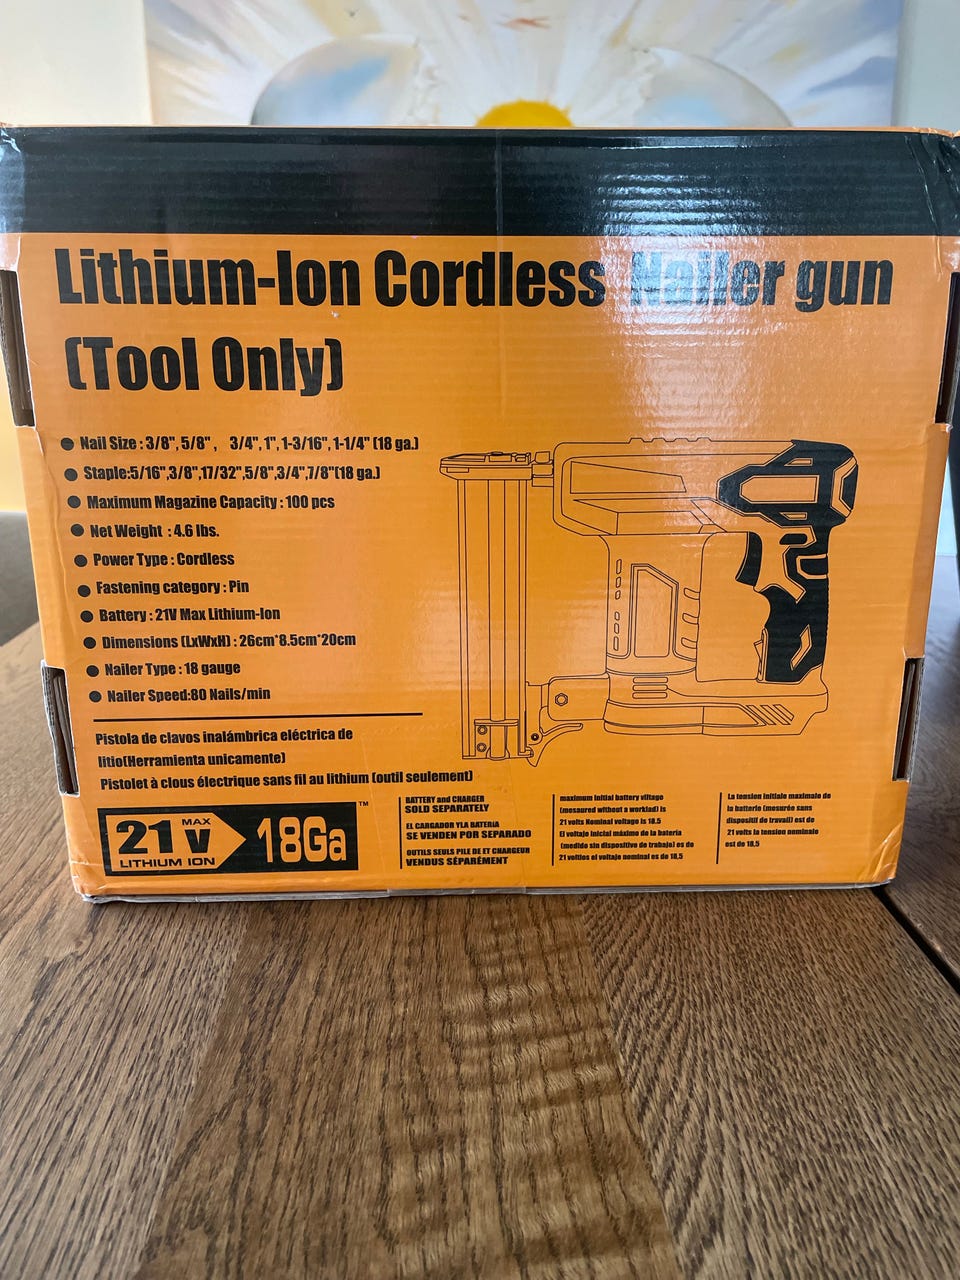 Lithium-Ion Cordless Nailer gun
(Tool Only)
Nail Size : 3/8", 5/8" , 3/4", 1", 1-3/16", 1-1/4" (18 ga.)
Staple:5/16",3/8",17/32",5/8",3/4",7/8"(18 ga.)
Maximum Magazine Capacity : 100 pcs
Net Weight : 4.6 lbs.
Power Type : Cordless
Fastening category : Pin
Battery : 21V Max Lithium-Ion
Dimensions (LxWxH) : 26cm*8.5cm*20cm
Nailer Type : 18 gauge
Nailer Speed:80 Nails/min
Pistola de clavos inalámbrica eléctrica de
litio(Herramienta unicamente)
Pistolet à clous électrique sans fil au lithium (outil seulement)
21 V MAX
LITHIUM ION
18Ga ™
BATTERY and CHARGER
SOLD SEPARATELY
EL CARGADOR YLA BATERIA
SE VENDEN POR SEPARADO
OUTILS SEULS PILE DE ET CHARGEUR
VENDUS SÉPARÉMENT
maximum initial battery vlltage
(measured without a worklad) is
21 volts Nominal voltage is 18.5
El voltaje inicial máximo de la bateria
(medido sin dispositivo de trabajo) es de
21 voltios el voltaje nominal es de 18,5
La tension initiale maximale de
la batterie (mesurée sans
dispositif de travail) est de
21 volts la tension nominale
est de 18,5